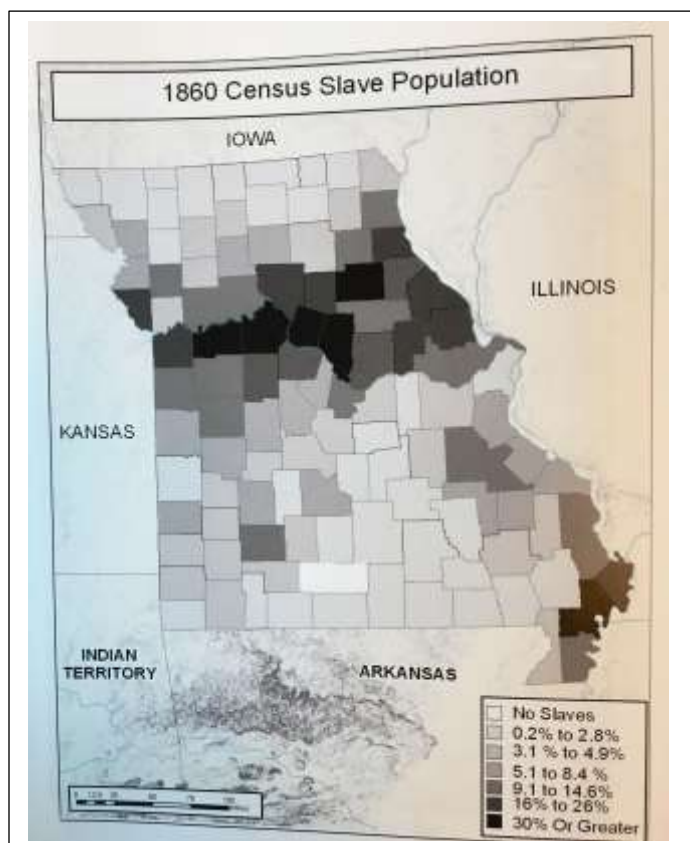 1860 Census Slave Population
IOWA
ILLINOIS
KANSAS
INDIAN
TERRITORY
ARKANSAS
No Slaves
0.2% to 2.8%
3.1 % to 4.9%
5.1 to 8.4 %
9.1 to 14.6%
16% to 26%
30% Or Greater